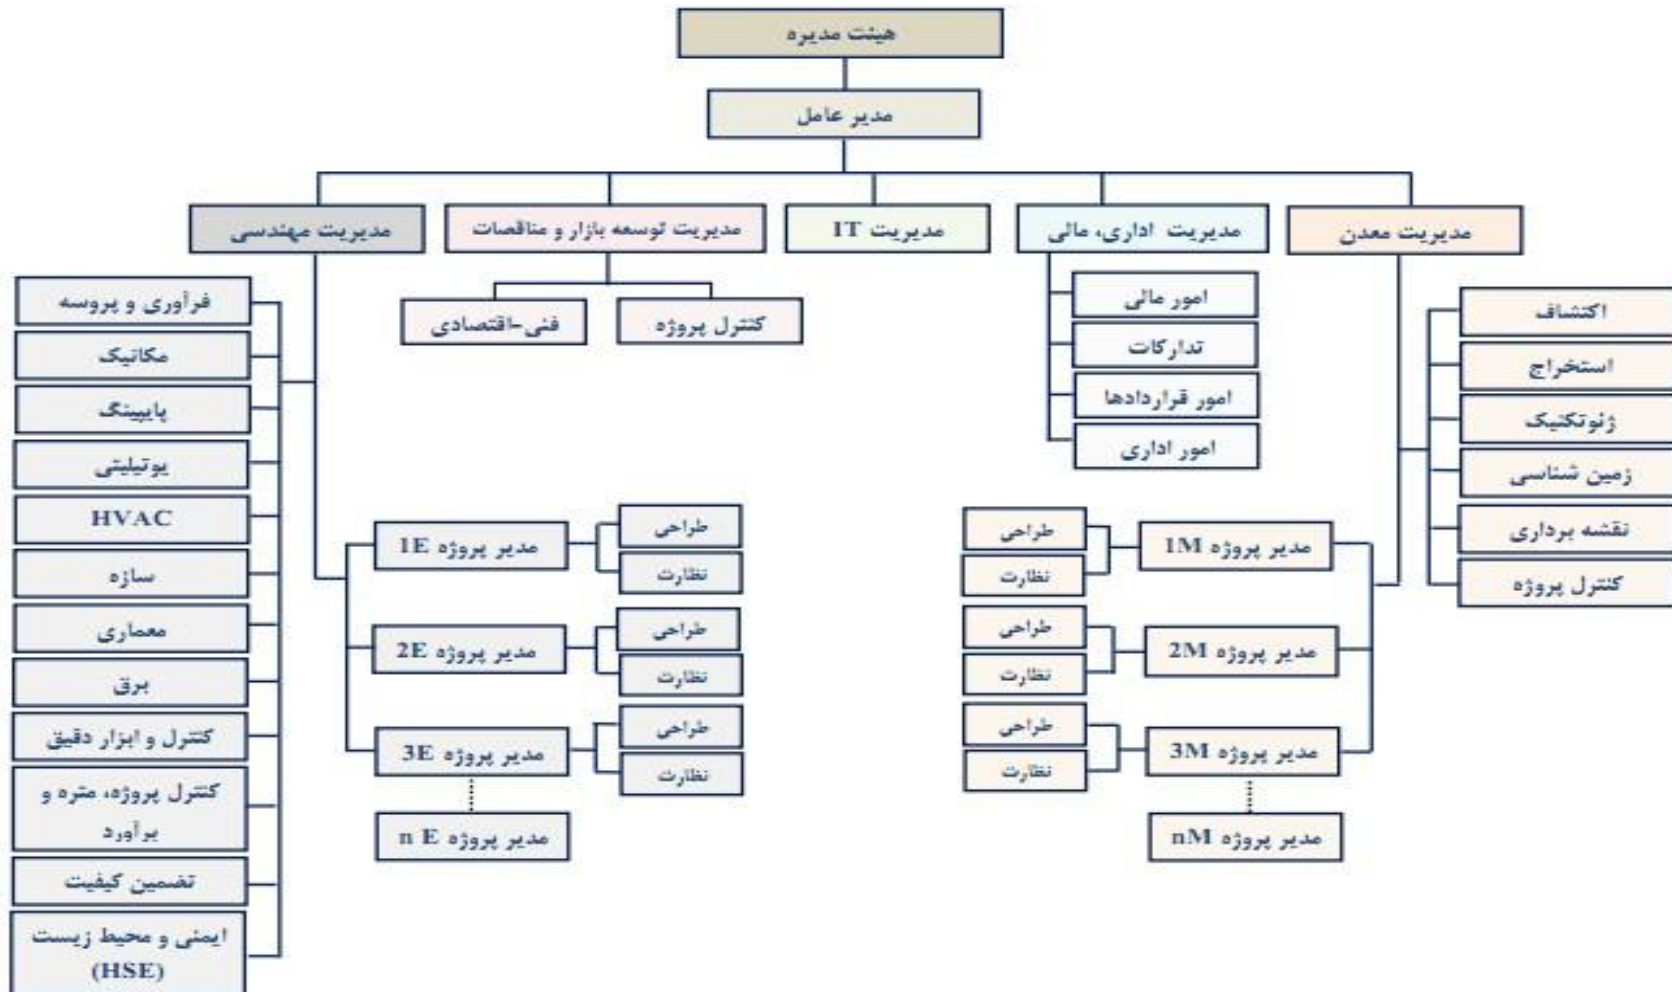 هیئت مدیره
مدیر عامل
مدیریت معدن
مدیریت اداری، مالی
مدیریت IT
مدیریت توسعه بازار و مناقصات
مدیریت مهندسی
اکتشاف
استخراج
ژئوتکنیک
زمین شناسی
نقشه برداری
کنترل پروژه
مدیر پروژه 1M
طراحی
نظارت
مدیر پروژه 2M
طراحی
نظارت
مدیر پروژه 3M
طراحی
نظارت
مدیر پروژه nM
امور مالی
تدارکات
امور قراردادها
امور اداری
کنترل پروژه
فنی-اقتصادی
مدیر پروژه 1E
طراحی
نظارت
مدیر پروژه 2E
طراحی
نظارت
مدیر پروژه 3E
طراحی
نظارت
مدیر پروژه n E
فرآوری و پروسه
مکانیک
پایپینگ
یوتیلیتی
HVAC
سازه
معماری
برق
کنترل و ابزار دقیق
کنترل پروژه، متره و
برآورد
تضمین کیفیت
ایمنی و محیط زیست
(HSE)